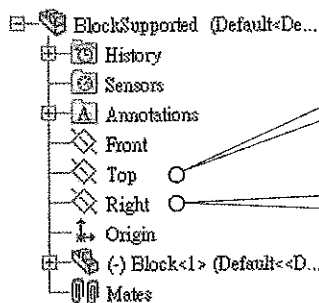 BlockSupported (Default<De...
History
Sensors
Annotations
Front
Top
Right
Origin
(-) Block<1> (Default<<D...
Mates